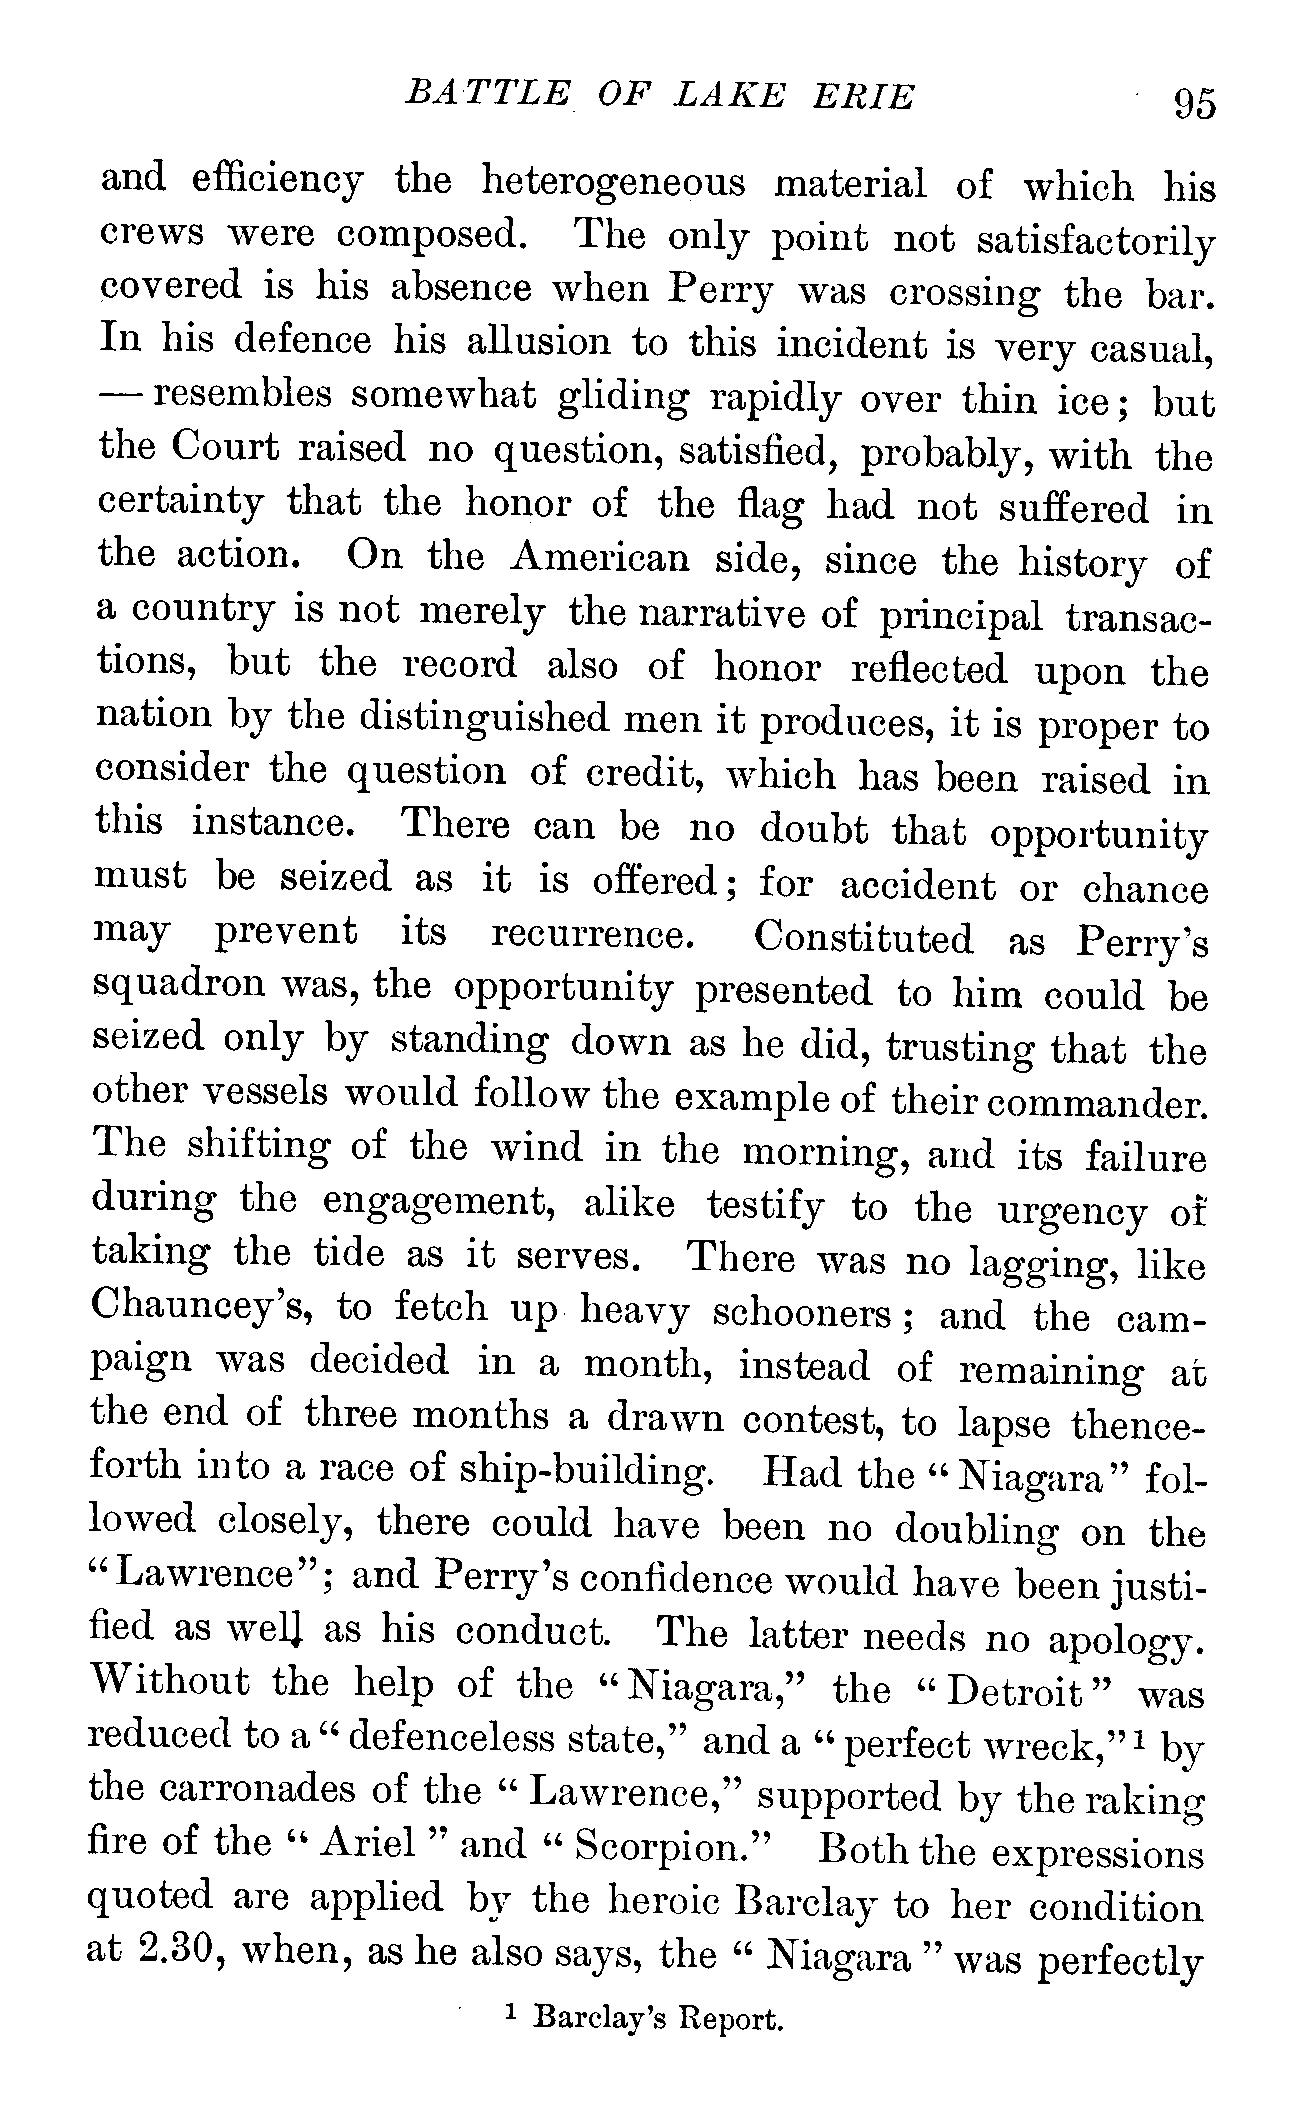 BATTLE OF LAKE ERIE 95
and efficiency the heterogeneous material of which his
crews were composed. The only point not satisfactorily
covered is his absence when Perry was crossing the bar.
In his defence his allusion to this incident is very casual,
— resembles somewhat gliding rapidly over thin ice; but
the Court raised no question, satisfied, probably, with the
certainty that the honor of the flag had not suffered in
the action. On the American side, since the history of
a country is not merely the narrative of principal transac-
tions, but the record also of honor reflected upon the
nation by the distinguished men it produces, it is proper to
consider the question of credit, which has been raised in
this instance. There can be no doubt that opportunity
must be seized as it is offered; for accident or chance
may prevent its recurrence. Constituted as Perry's
squadron was, the opportunity presented to him could be
seized only by standing down as he did, trusting that the
other vessels would follow the example of their commander.
The shifting of the wind in the morning, and its failure
during the engagement, alike testify to the urgency of
taking the tide as it serves. There was no lagging, like
Chauncey's, to fetch up heavy schooners; and the cam-
paign was decided in a month, instead of remaining at
the end of three months a drawn contest, to lapse thence-
forth into a race of ship-building. Had the "Niagara" fol-
lowed closely, there could have been no doubling on the
"Lawrence"; and Perry's confidence would have been justi-
fied as well as his conduct. The latter needs no apology.
Without the help of the "Niagara," the "Detroit" was
reduced to a "defenceless state," and a "perfect wreck,"¹ by
the carronades of the "Lawrence," supported by the raking
fire of the "Ariel" and "Scorpion." Both the expressions
quoted are applied by the heroic Barclay to her condition
at 2.30, when, as he also says, the "Niagara" was perfectly
¹ Barclay's Report.